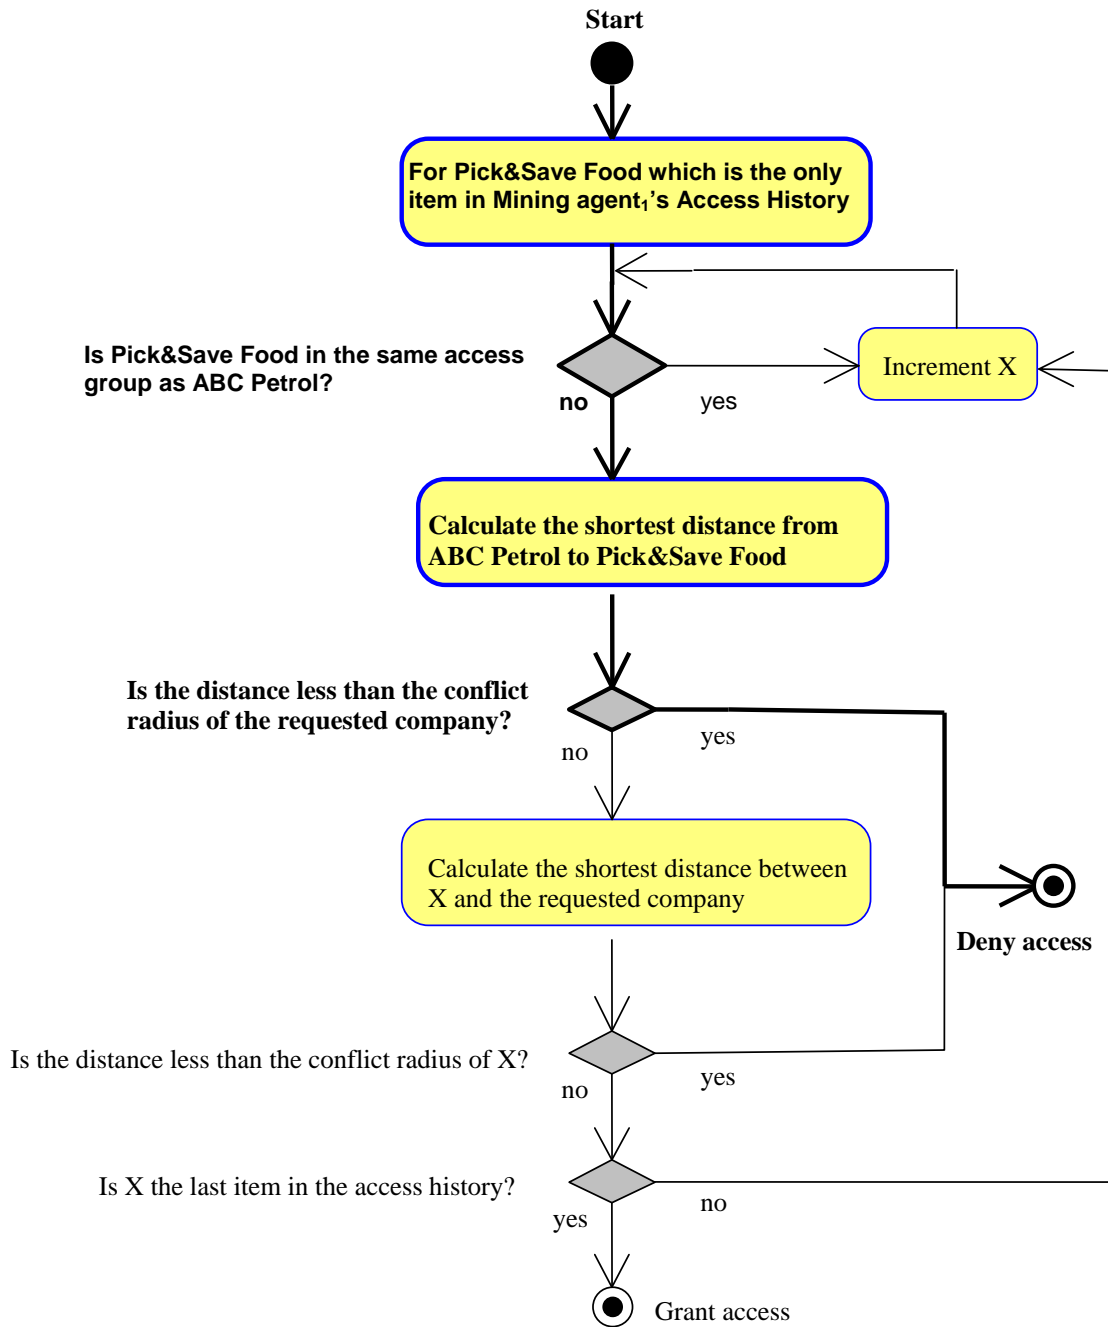 Start
For Pick&Save Food which is the only
item in Mining agent₁’s Access History
Is Pick&Save Food in the same access
group as ABC Petrol?
Increment X
no
yes
Calculate the shortest distance from
ABC Petrol to Pick&Save Food
Is the distance less than the conflict
radius of the requested company?
yes
no
Calculate the shortest distance between
X and the requested company
Deny access
Is the distance less than the conflict radius of X?
no
yes
Is X the last item in the access history?
no
yes
Grant access